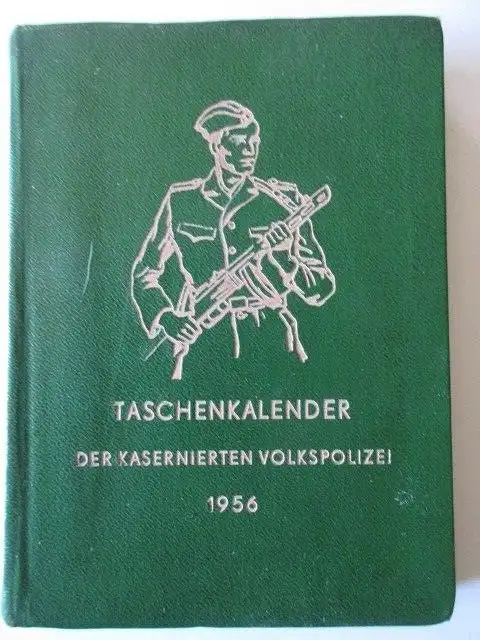 TASCHENKALENDER
DER KASERNIERTEN VOLKSPOLIZEI
1956